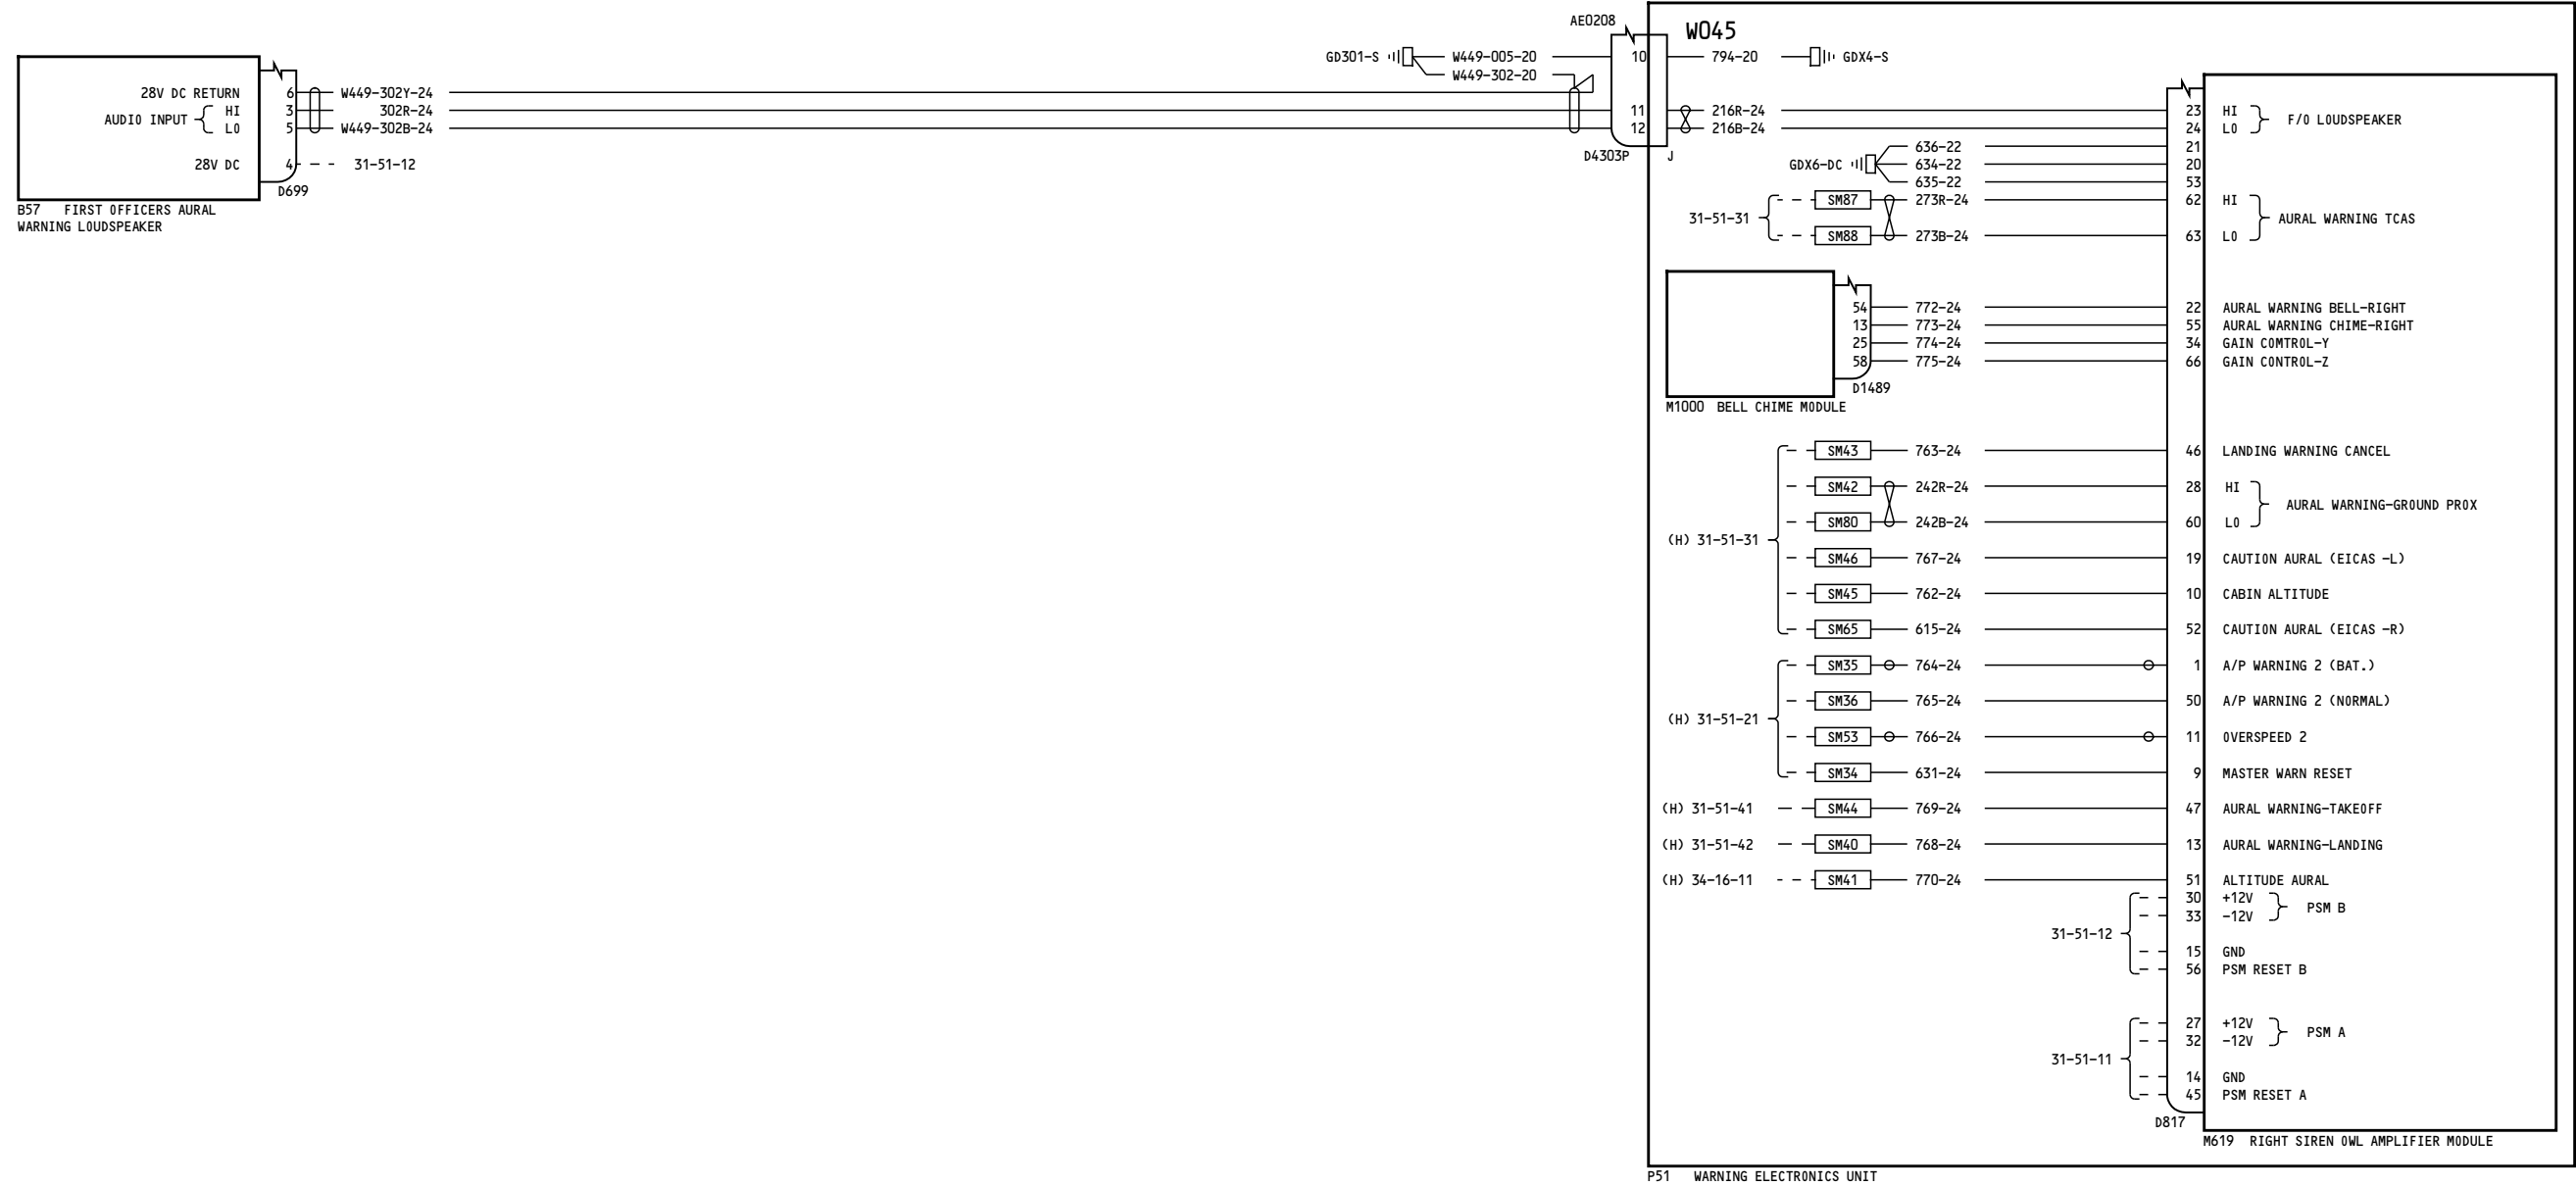 AE0208
W045
GD301-S
W449-005-20
10
794-20
GDX4-S
W449-302-20
28V DC RETURN
6
W449-302Y-24
AUDIO INPUT
HI
3
302R-24
11
216R-24
23
HI
F/O LOUDSPEAKER
LO
5
W449-302B-24
12
216B-24
24
LO
D4303P
J
636-22
21
28V DC
4
31-51-12
GDX6-DC
634-22
20
635-22
53
D699
B57 FIRST OFFICERS AURAL
WARNING LOUDSPEAKER
31-51-31
SM87
273R-24
62
HI
AURAL WARNING TCAS
SM88
273B-24
63
LO
54
772-24
22
AURAL WARNING BELL-RIGHT
13
773-24
55
AURAL WARNING CHIME-RIGHT
25
774-24
34
GAIN COMTROL-Y
58
775-24
66
GAIN CONTROL-Z
D1489
M1000 BELL CHIME MODULE
(H) 31-51-31
SM43
763-24
46
LANDING WARNING CANCEL
SM42
242R-24
28
HI
AURAL WARNING-GROUND PROX
SM80
242B-24
60
LO
SM46
767-24
19
CAUTION AURAL (EICAS -L)
SM45
762-24
10
CABIN ALTITUDE
SM65
615-24
52
CAUTION AURAL (EICAS -R)
(H) 31-51-21
SM35
764-24
1
A/P WARNING 2 (BAT.)
SM36
765-24
50
A/P WARNING 2 (NORMAL)
SM53
766-24
11
OVERSPEED 2
SM34
631-24
9
MASTER WARN RESET
(H) 31-51-41
SM44
769-24
47
AURAL WARNING-TAKEOFF
(H) 31-51-42
SM40
768-24
13
AURAL WARNING-LANDING
(H) 34-16-11
SM41
770-24
51
ALTITUDE AURAL
31-51-12
30
+12V
PSM B
33
-12V
15
GND
56
PSM RESET B
31-51-11
27
+12V
PSM A
32
-12V
14
GND
45
PSM RESET A
D817
M619 RIGHT SIREN OWL AMPLIFIER MODULE
P51 WARNING ELECTRONICS UNIT